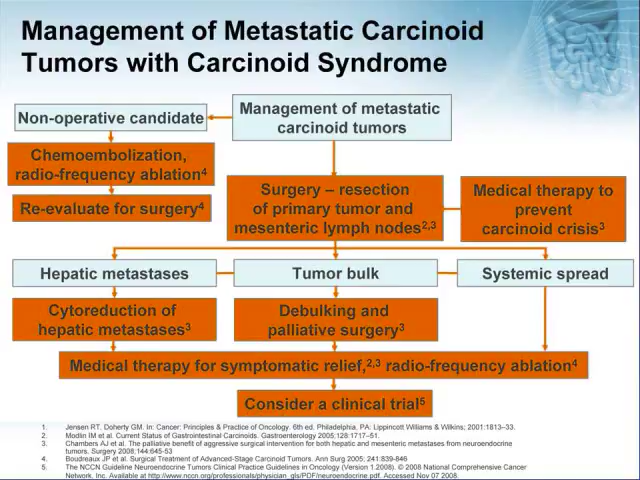 Management of Metastatic Carcinoid
Tumors with Carcinoid Syndrome
Non-operative candidate
Management of metastatic
carcinoid tumors
Chemoembolization,
radio-frequency ablation4
Re-evaluate for surgery4
Surgery – resection
of primary tumor and
mesenteric lymph nodes2,3
Medical therapy to
prevent
carcinoid crisis3
Hepatic metastases
Tumor bulk
Systemic spread
Cytoreduction of
hepatic metastases3
Debulking and
palliative surgery3
Medical therapy for symptomatic relief,2,3 radio-frequency ablation4
Consider a clinical trial5
1. Jensen RT. Doherty GM. In: Cancer: Principles & Practice of Oncology. 6th ed. Philadelphia, PA: Lippincott Williams & Wilkins; 2001:1813–33.
2. Modlin IM et al. Current Status of Gastrointestinal Carcinoids. Gastroenterology 2005;128:1717–51.
3. Chambers AJ et al. The palliative benefit of aggressive surgical intervention for both hepatic and mesenteric metastases from neuroendocrine
tumors. Surgery 2008;144:645-53
4. Boudreaux JP et al. Surgical Treatment of Advanced-Stage Carcinoid Tumors. Ann Surg 2005; 241:839-846
5. The NCCN Guideline Neuroendocrine Tumors Clinical Practice Guidelines in Oncology (Version 1.2008). © 2008 National Comprehensive Cancer
Network, Inc. Available at http://www.nccn.org/professionals/physician_gls/PDF/neuroendocrine.pdf. Accessed Nov 07 2008.